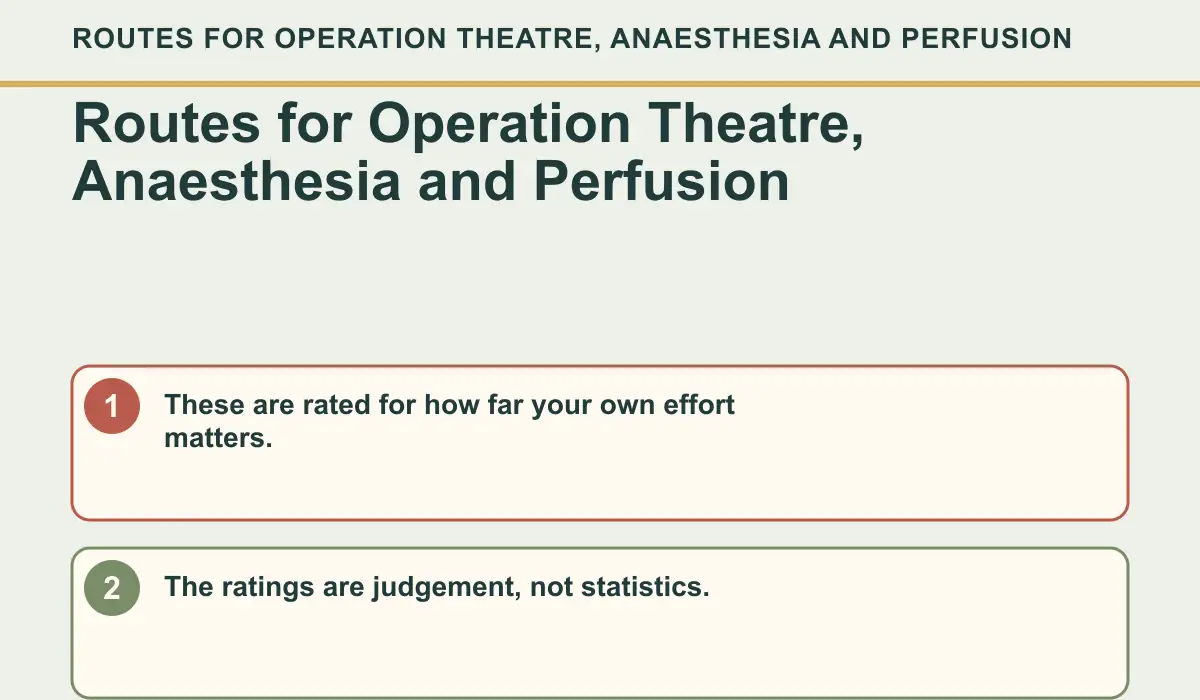 ROUTES FOR OPERATION THEATRE, ANAESTHESIA AND PERFUSION
Routes for Operation Theatre,
Anaesthesia and Perfusion
1
These are rated for how far your own effort
matters.
2
The ratings are judgement, not statistics.